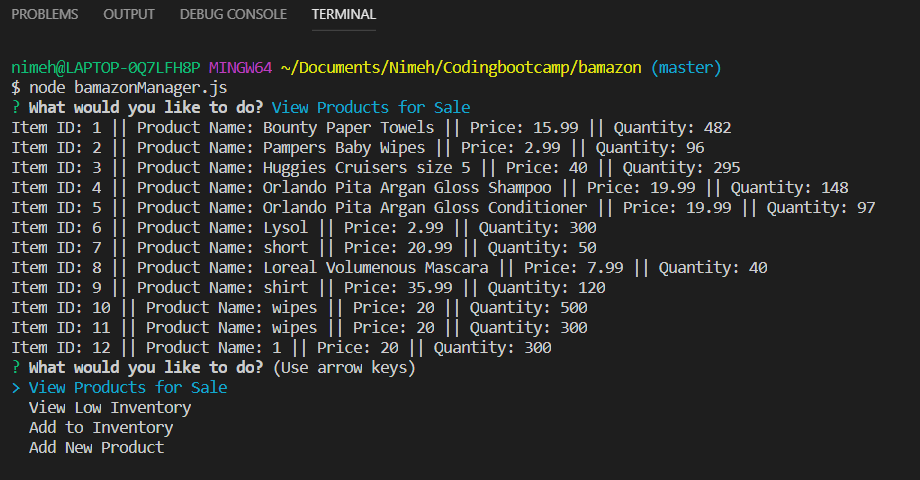 PROBLEMS OUTPUT DEBUG CONSOLE TERMINAL
nimeh@LAPTOP-0Q7LFH8P MINGW64 ~/Documents/Nimeh/Codingbootcamp/bamazon (master)
$ node bamazonManager.js
? What would you like to do? View Products for Sale
Item ID: 1 || Product Name: Bounty Paper Towels || Price: 15.99 || Quantity: 482
Item ID: 2 || Product Name: Pampers Baby Wipes || Price: 2.99 || Quantity: 96
Item ID: 3 || Product Name: Huggies Cruisers size 5 || Price: 40 || Quantity: 295
Item ID: 4 || Product Name: Orlando Pita Argan Gloss Shampoo || Price: 19.99 || Quantity: 148
Item ID: 5 || Product Name: Orlando Pita Argan Gloss Conditioner || Price: 19.99 || Quantity: 97
Item ID: 6 || Product Name: Lysol || Price: 2.99 || Quantity: 300
Item ID: 7 || Product Name: short || Price: 20.99 || Quantity: 50
Item ID: 8 || Product Name: Loreal Volumenous Mascara || Price: 7.99 || Quantity: 40
Item ID: 9 || Product Name: shirt || Price: 35.99 || Quantity: 120
Item ID: 10 || Product Name: wipes || Price: 20 || Quantity: 500
Item ID: 11 || Product Name: wipes || Price: 20 || Quantity: 300
Item ID: 12 || Product Name: 1 || Price: 20 || Quantity: 300
? What would you like to do? (Use arrow keys)
> View Products for Sale
View Low Inventory
Add to Inventory
Add New Product